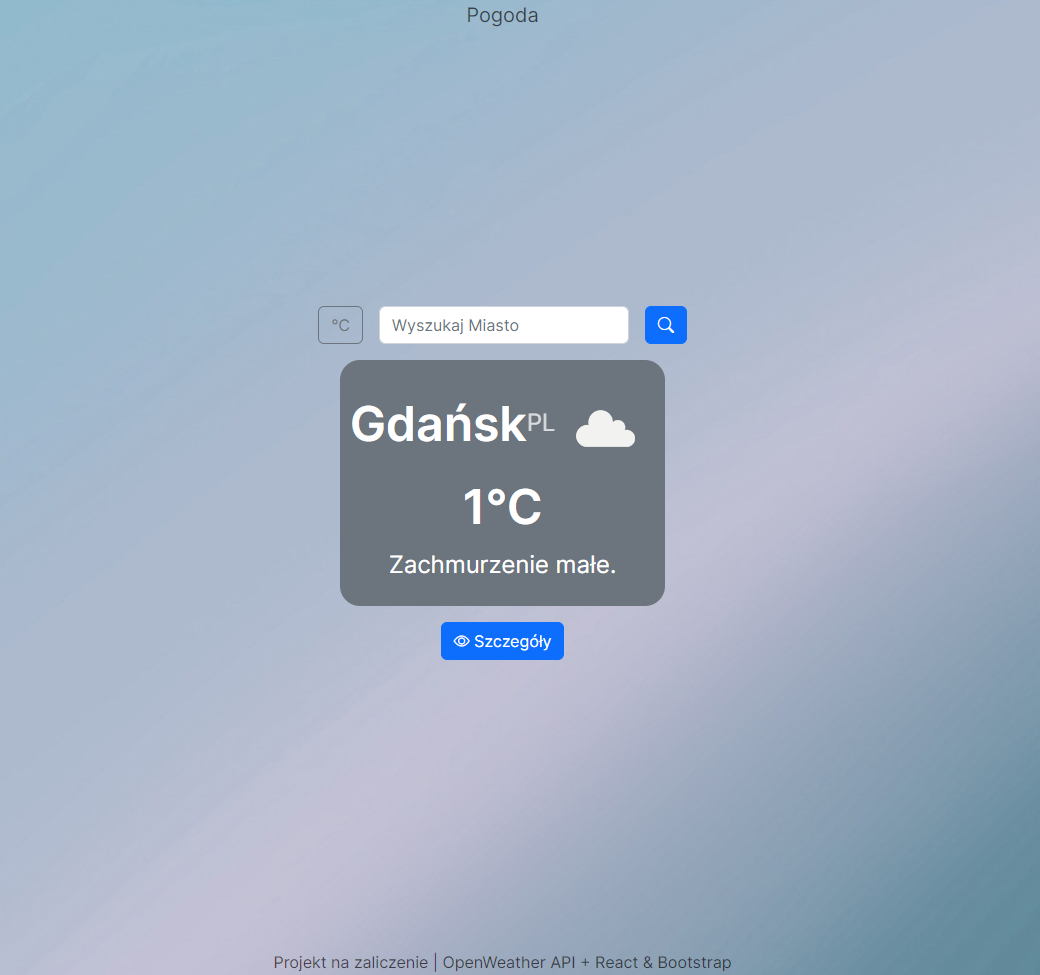 Pogoda
°C Wyszukaj Miasto
Gdańsk PL
1°C
Zachmurzenie małe.
Szczegóły
Projekt na zaliczenie | OpenWeather API + React & Bootstrap